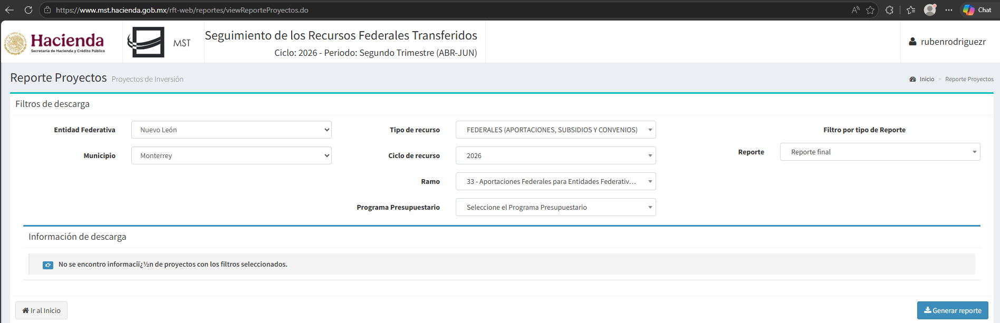 https://www.mst.hacienda.gob.mx/rft-web/reportes/viewReporteProyectos.do
Chat
Hacienda
Secretaría de Hacienda y Crédito Público
MST
Seguimiento de los Recursos Federales Transferidos
Ciclo: 2026 - Periodo: Segundo Trimestre (ABR-JUN)
rubenrodriguezr
Reporte Proyectos Proyectos de Inversión
Inicio > Reporte Proyectos
Filtros de descarga
Entidad Federativa Nuevo León
Tipo de recurso FEDERALES (APORTACIONES, SUBSIDIOS Y CONVENIOS)
Filtro por tipo de Reporte
Municipio Monterrey
Ciclo de recurso 2026
Reporte Reporte final
Ramo 33 - Aportaciones Federales para Entidades Federativ...
Programa Presupuestario Seleccione el Programa Presupuestario
Información de descarga
No se encontro informaciï¿½n de proyectos con los filtros seleccionados.
Ir al Inicio
Generar reporte